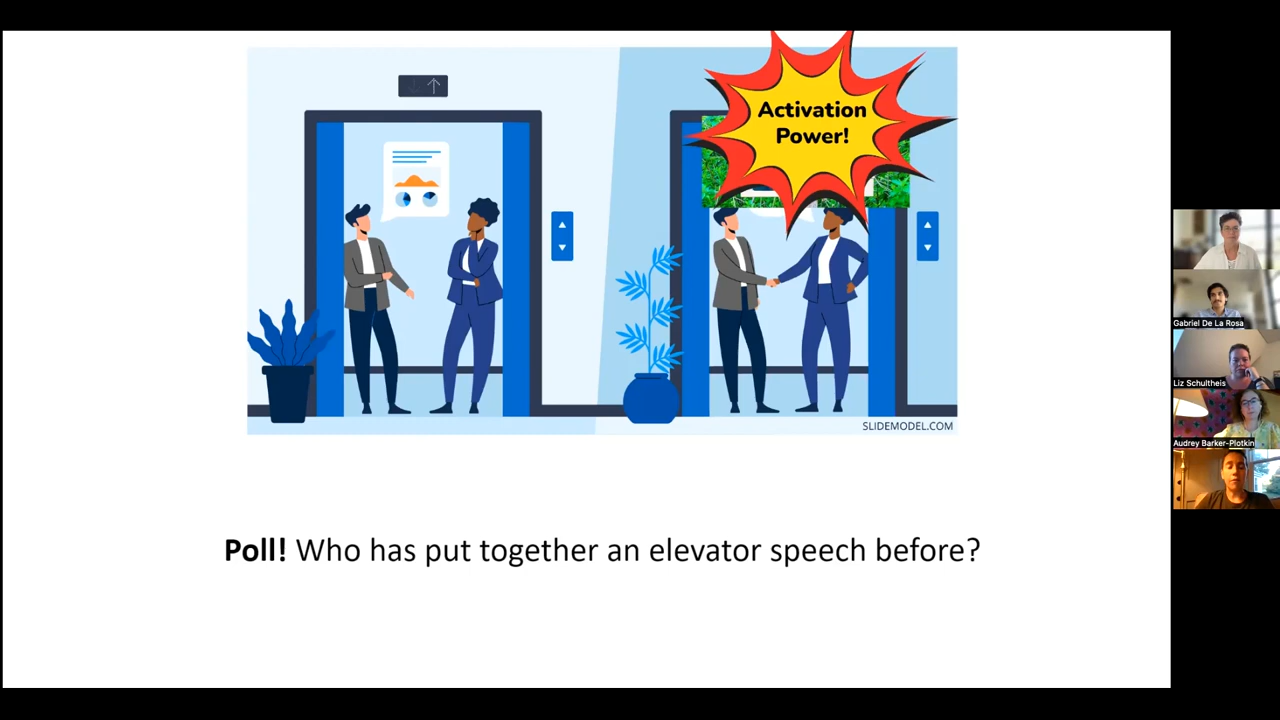 Activation
Power!
SLIDEMODEL.COM
Poll! Who has put together an elevator speech before?
Gabriel De La Rosa
Liz Schultheis
Audrey Barker-Plotkin